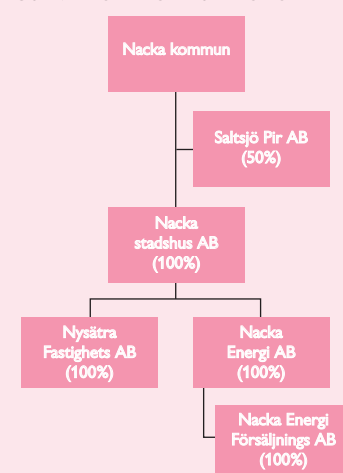 Nacka kommun
Saltsjö Pir AB
(50%)
Nacka
stadshus AB
(100%)
Nysätra
Fastighets AB
(100%)
Nacka
Energi AB
(100%)
Nacka Energi
Försäljnings AB
(100%)